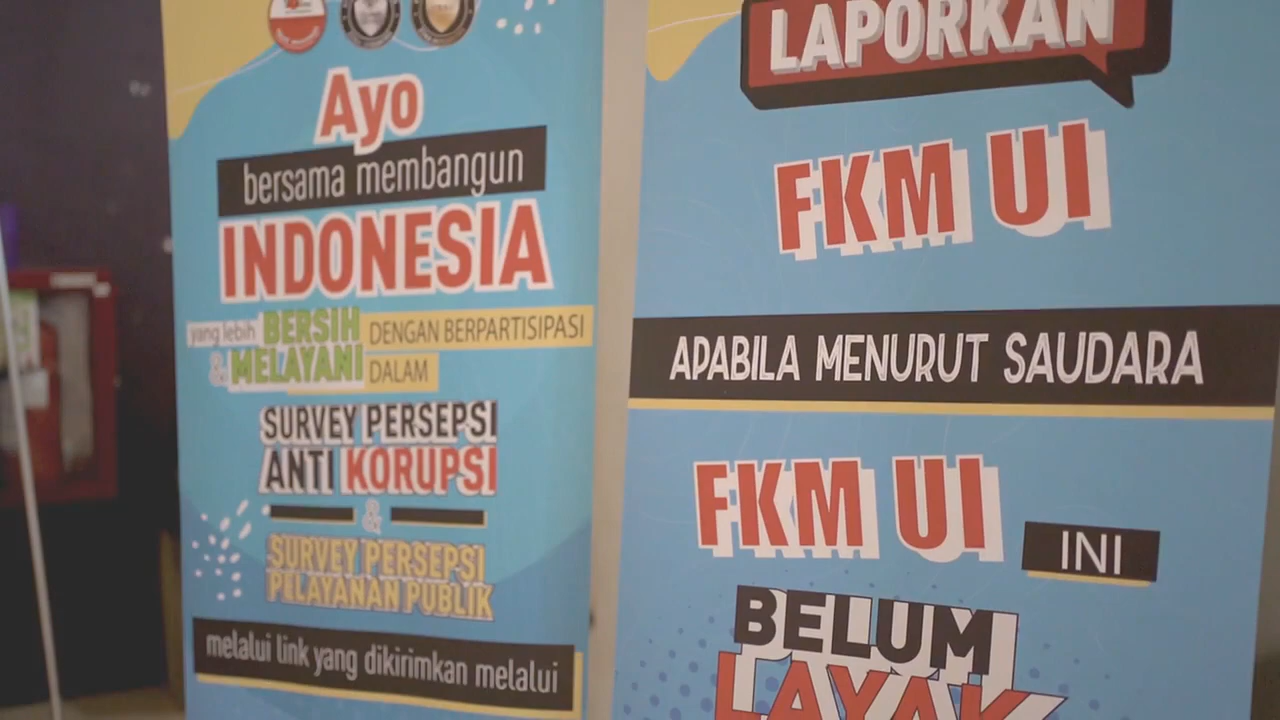 Ayo
bersama membangun
INDONESIA
yang lebih BERSIH DENGAN BERPARTISIPASI
& MELAYANI DALAM
SURVEY PERSEPSI
ANTI KORUPSI
&
SURVEY PERSEPSI
PELAYANAN PUBLIK
melalui link yang dikirimkan melalui
LAPORKAN
FKM UI
APABILA MENURUT SAUDARA
FKM UI INI
BELUM
LAYAK